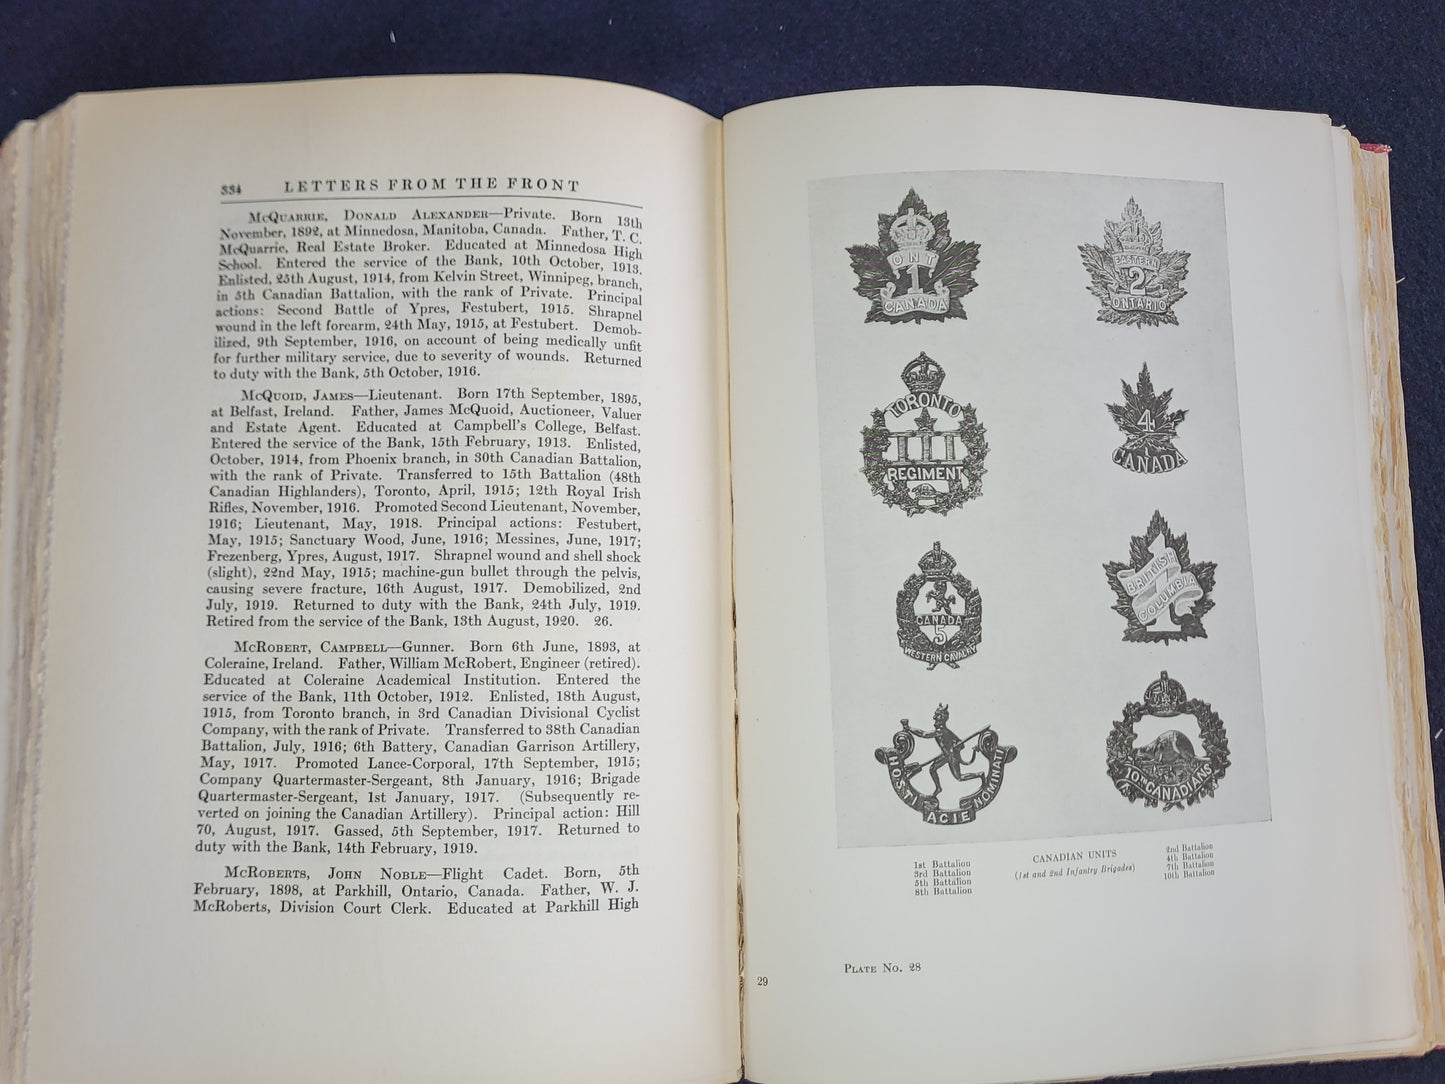 334 LETTERS FROM THE FRONT
McQuarrie, Donald Alexander—Private. Born 13th
November, 1892, at Minnedosa, Manitoba, Canada. Father, T. C.
McQuarrie, Real Estate Broker. Educated at Minnedosa High
School. Entered the service of the Bank, 10th October, 1913.
Enlisted, 25th August, 1914, from Kelvin Street, Winnipeg, branch,
in 5th Canadian Battalion, with the rank of Private. Principal
actions: Second Battle of Ypres, Festubert, 1915. Shrapnel
wound in the left forearm, 24th May, 1915, at Festubert. Demob-
ilized, 9th September, 1916, on account of being medically unfit
for further military service, due to severity of wounds. Returned
to duty with the Bank, 5th October, 1916.
McQuoid, James—Lieutenant. Born 17th September, 1895,
at Belfast, Ireland. Father, James McQuoid, Auctioneer, Valuer
and Estate Agent. Educated at Campbell's College, Belfast.
Entered the service of the Bank, 15th February, 1913. Enlisted,
October, 1914, from Phoenix branch, in 30th Canadian Battalion,
with the rank of Private. Transferred to 15th Battalion (48th
Canadian Highlanders), Toronto, April, 1915; 12th Royal Irish
Rifles, November, 1916. Promoted Second Lieutenant, November,
1916; Lieutenant, May, 1918. Principal actions: Festubert,
May, 1915; Sanctuary Wood, June, 1916; Messines, June, 1917;
Frezenberg, Ypres, August, 1917. Shrapnel wound and shell shock
(slight), 22nd May, 1915; machine-gun bullet through the pelvis,
causing severe fracture, 16th August, 1917. Demobilized, 2nd
July, 1919. Returned to duty with the Bank, 24th July, 1919.
Retired from the service of the Bank, 13th August, 1920. 26.
McRobert, Campbell—Gunner. Born 6th June, 1893, at
Coleraine, Ireland. Father, William McRobert, Engineer (retired).
Educated at Coleraine Academical Institution. Entered the
service of the Bank, 11th October, 1912. Enlisted, 18th August,
1915, from Toronto branch, in 3rd Canadian Divisional Cyclist
Company, with the rank of Private. Transferred to 38th Canadian
Battalion, July, 1916; 6th Battery, Canadian Garrison Artillery,
May, 1917. Promoted Lance-Corporal, 17th September, 1915;
Company Quartermaster-Sergeant, 8th January, 1916; Brigade
Quartermaster-Sergeant, 1st January, 1917. (Subsequently re-
verted on joining the Canadian Artillery). Principal action: Hill
70, August, 1917. Gassed, 5th September, 1917. Returned to
duty with the Bank, 14th February, 1919.
McRoberts, John Noble—Flight Cadet. Born, 5th
February, 1898, at Parkhill, Ontario, Canada. Father, W. J.
McRoberts, Division Court Clerk. Educated at Parkhill High
ONT
1
CANADA
EASTERN
2
ONTARIO
TORONTO
III
REGIMENT
4
CANADA
CANADA
5
WESTERN CAVALRY
BRITISH
COLUMBIA
HOSTI ACIE NOMINATI
10TH CANADIANS
CANADIAN UNITS
(1st and 2nd Infantry Brigades)
1st Battalion
3rd Battalion
5th Battalion
8th Battalion
2nd Battalion
4th Battalion
7th Battalion
10th Battalion
Plate No. 28
29